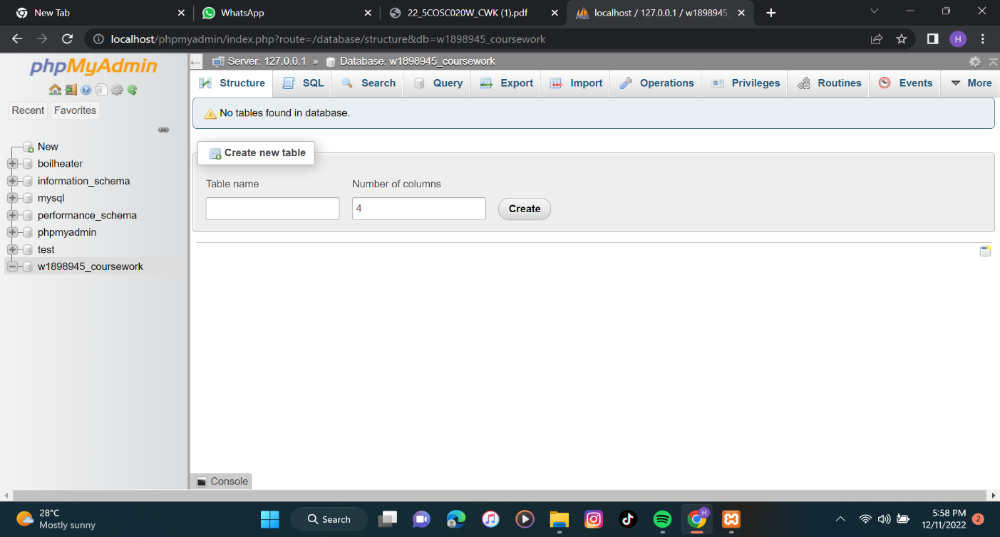 New Tab
WhatsApp
22_5COSC020W_CWK (1).pdf
localhost / 127.0.0.1 / w1898945_
localhost/phpmyadmin/index.php?route=/database/structure&db=w1898945_coursework
H
phpMyAdmin
Recent
Favorites
New
boilheater
information_schema
mysql
performance_schema
phpmyadmin
test
w1898945_coursework
Server: 127.0.0.1 » Database: w1898945_coursework
Structure
SQL
Search
Query
Export
Import
Operations
Privileges
Routines
Events
More
No tables found in database.
Create new table
Table name
Number of columns
4
Create
Console
28°C
Mostly sunny
Search
H
5:58 PM
12/11/2022
2